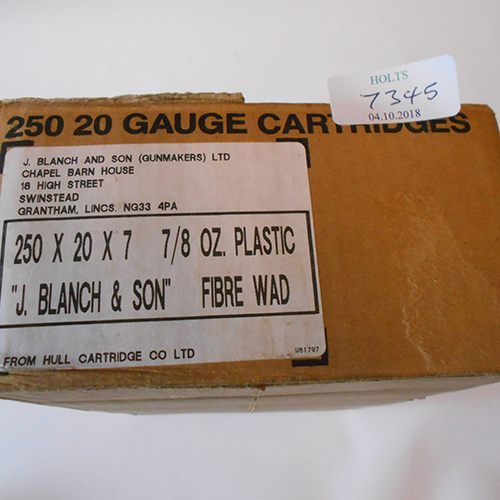 HOLTS
7345
04.10.2018
250 20 GAUGE CARTRIDGES
J. BLANCH AND SON (GUNMAKERS) LTD
CHAPEL BARN HOUSE
18 HIGH STREET
SWINSTEAD
GRANTHAM, LINCS. NG33 4PA
250 X 20 X 7 7/8 OZ. PLASTIC
"J. BLANCH & SON" FIBRE WAD
FROM HULL CARTRIDGE CO LTD
U61797